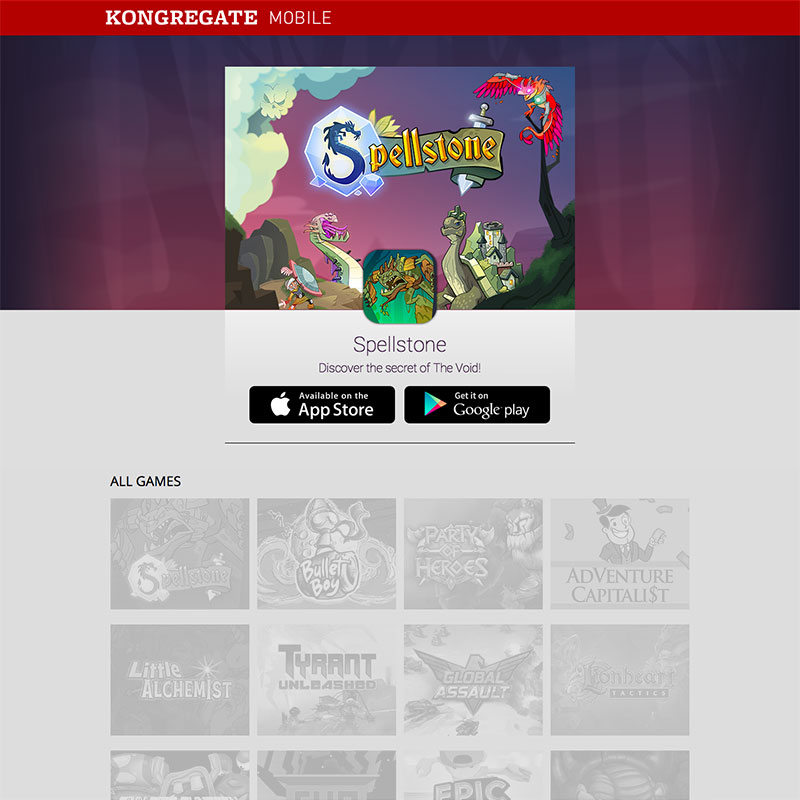 KONGREGATE MOBILE
Spellstone
Spellstone
Discover the secret of The Void!
Available on the
App Store
Get it on
Google play
ALL GAMES
Spellstone
Bullet
Boy
PARTY
OF
HEROES
ADVENTURE
CAPITALI$T
Little
ALCHEMIST
TYRANT
UNLEASHED
GLOBAL
ASSAULT
Lionheart
TACTICS
EPIC